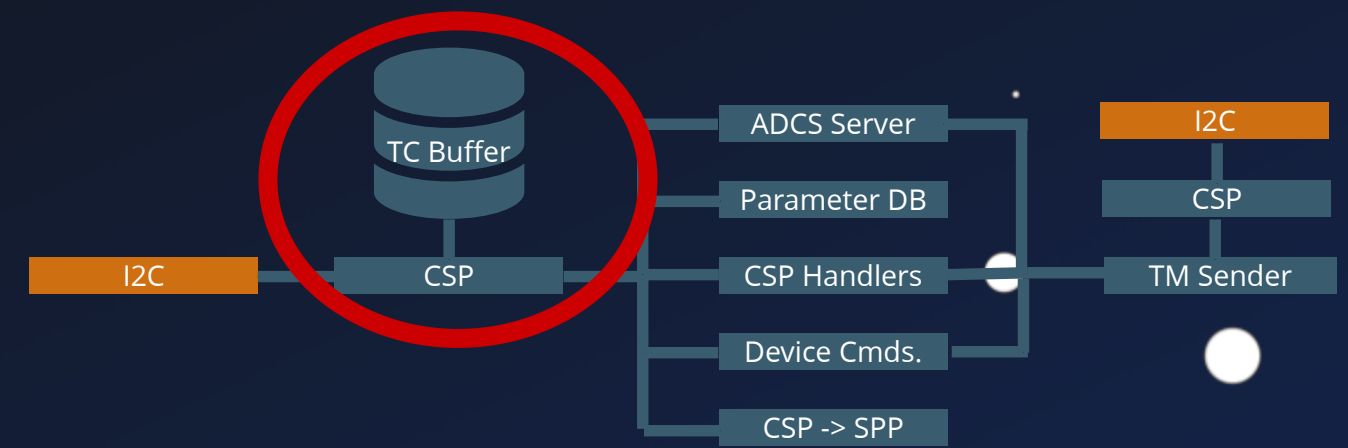 TC Buffer
I2C
CSP
ADCS Server
Parameter DB
CSP Handlers
Device Cmds.
CSP -> SPP
I2C
CSP
TM Sender